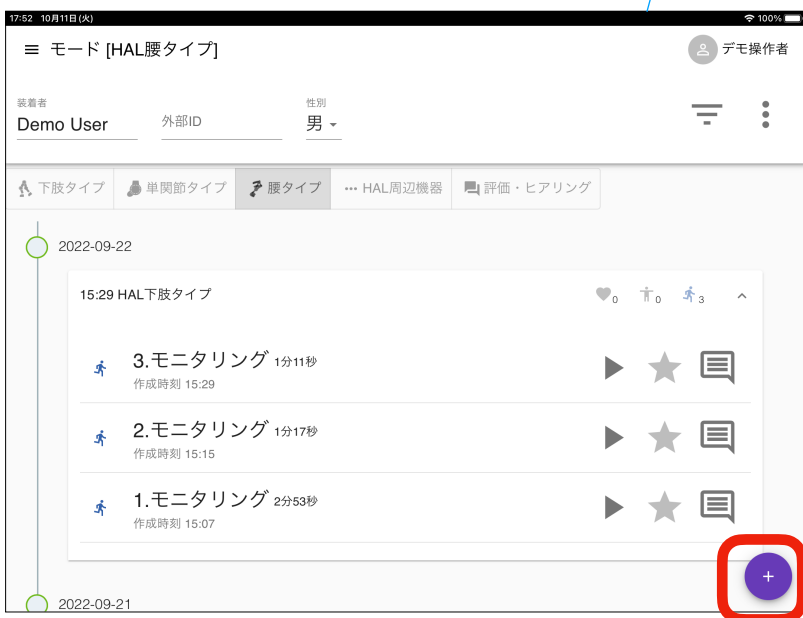 17:52 10月11日(火)
100%
モード [HAL腰タイプ]
デモ操作者
装着者
Demo User
外部ID
性別
男
下肢タイプ
単関節タイプ
腰タイプ
HAL周辺機器
評価・ヒアリング
2022-09-22
15:29 HAL下肢タイプ
0
0
3
3.モニタリング 1分11秒
作成時刻 15:29
2.モニタリング 1分17秒
作成時刻 15:15
1.モニタリング 2分53秒
作成時刻 15:07
+
2022-09-21